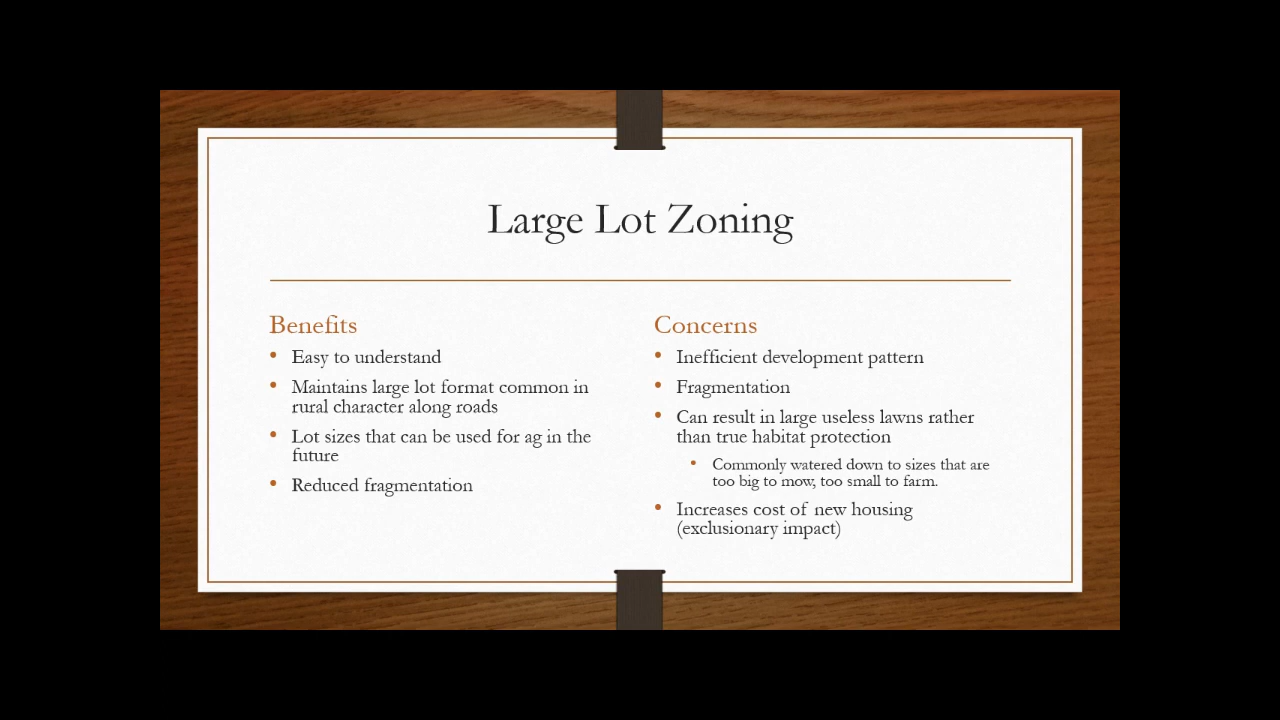 Large Lot Zoning
Benefits
• Easy to understand
• Maintains large lot format common in
rural character along roads
• Lot sizes that can be used for ag in the
future
• Reduced fragmentation
Concerns
• Inefficient development pattern
• Fragmentation
• Can result in large useless lawns rather
than true habitat protection
• Commonly watered down to sizes that are
too big to mow, too small to farm.
• Increases cost of new housing
(exclusionary impact)